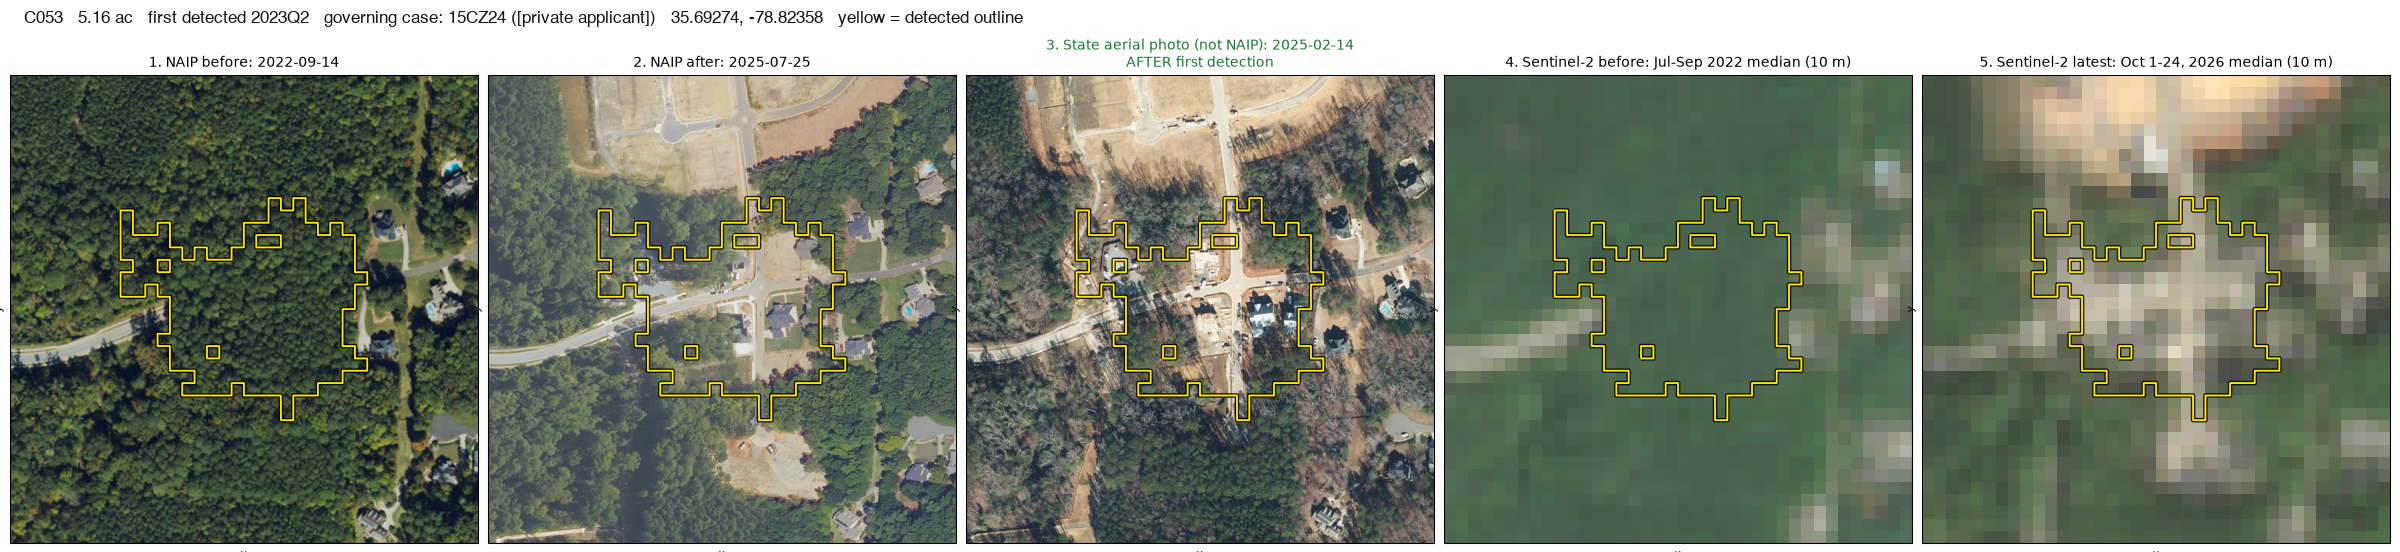 C053   5.16 ac   first detected 2023Q2   governing case: 15CZ24 ([private applicant])   35.69274, -78.82358   yellow = detected outline
1. NAIP before: 2022-09-14
2. NAIP after: 2025-07-25
3. State aerial photo (not NAIP): 2025-02-14
AFTER first detection
4. Sentinel-2 before: Jul-Sep 2022 median (10 m)
5. Sentinel-2 latest: Oct 1-24, 2026 median (10 m)